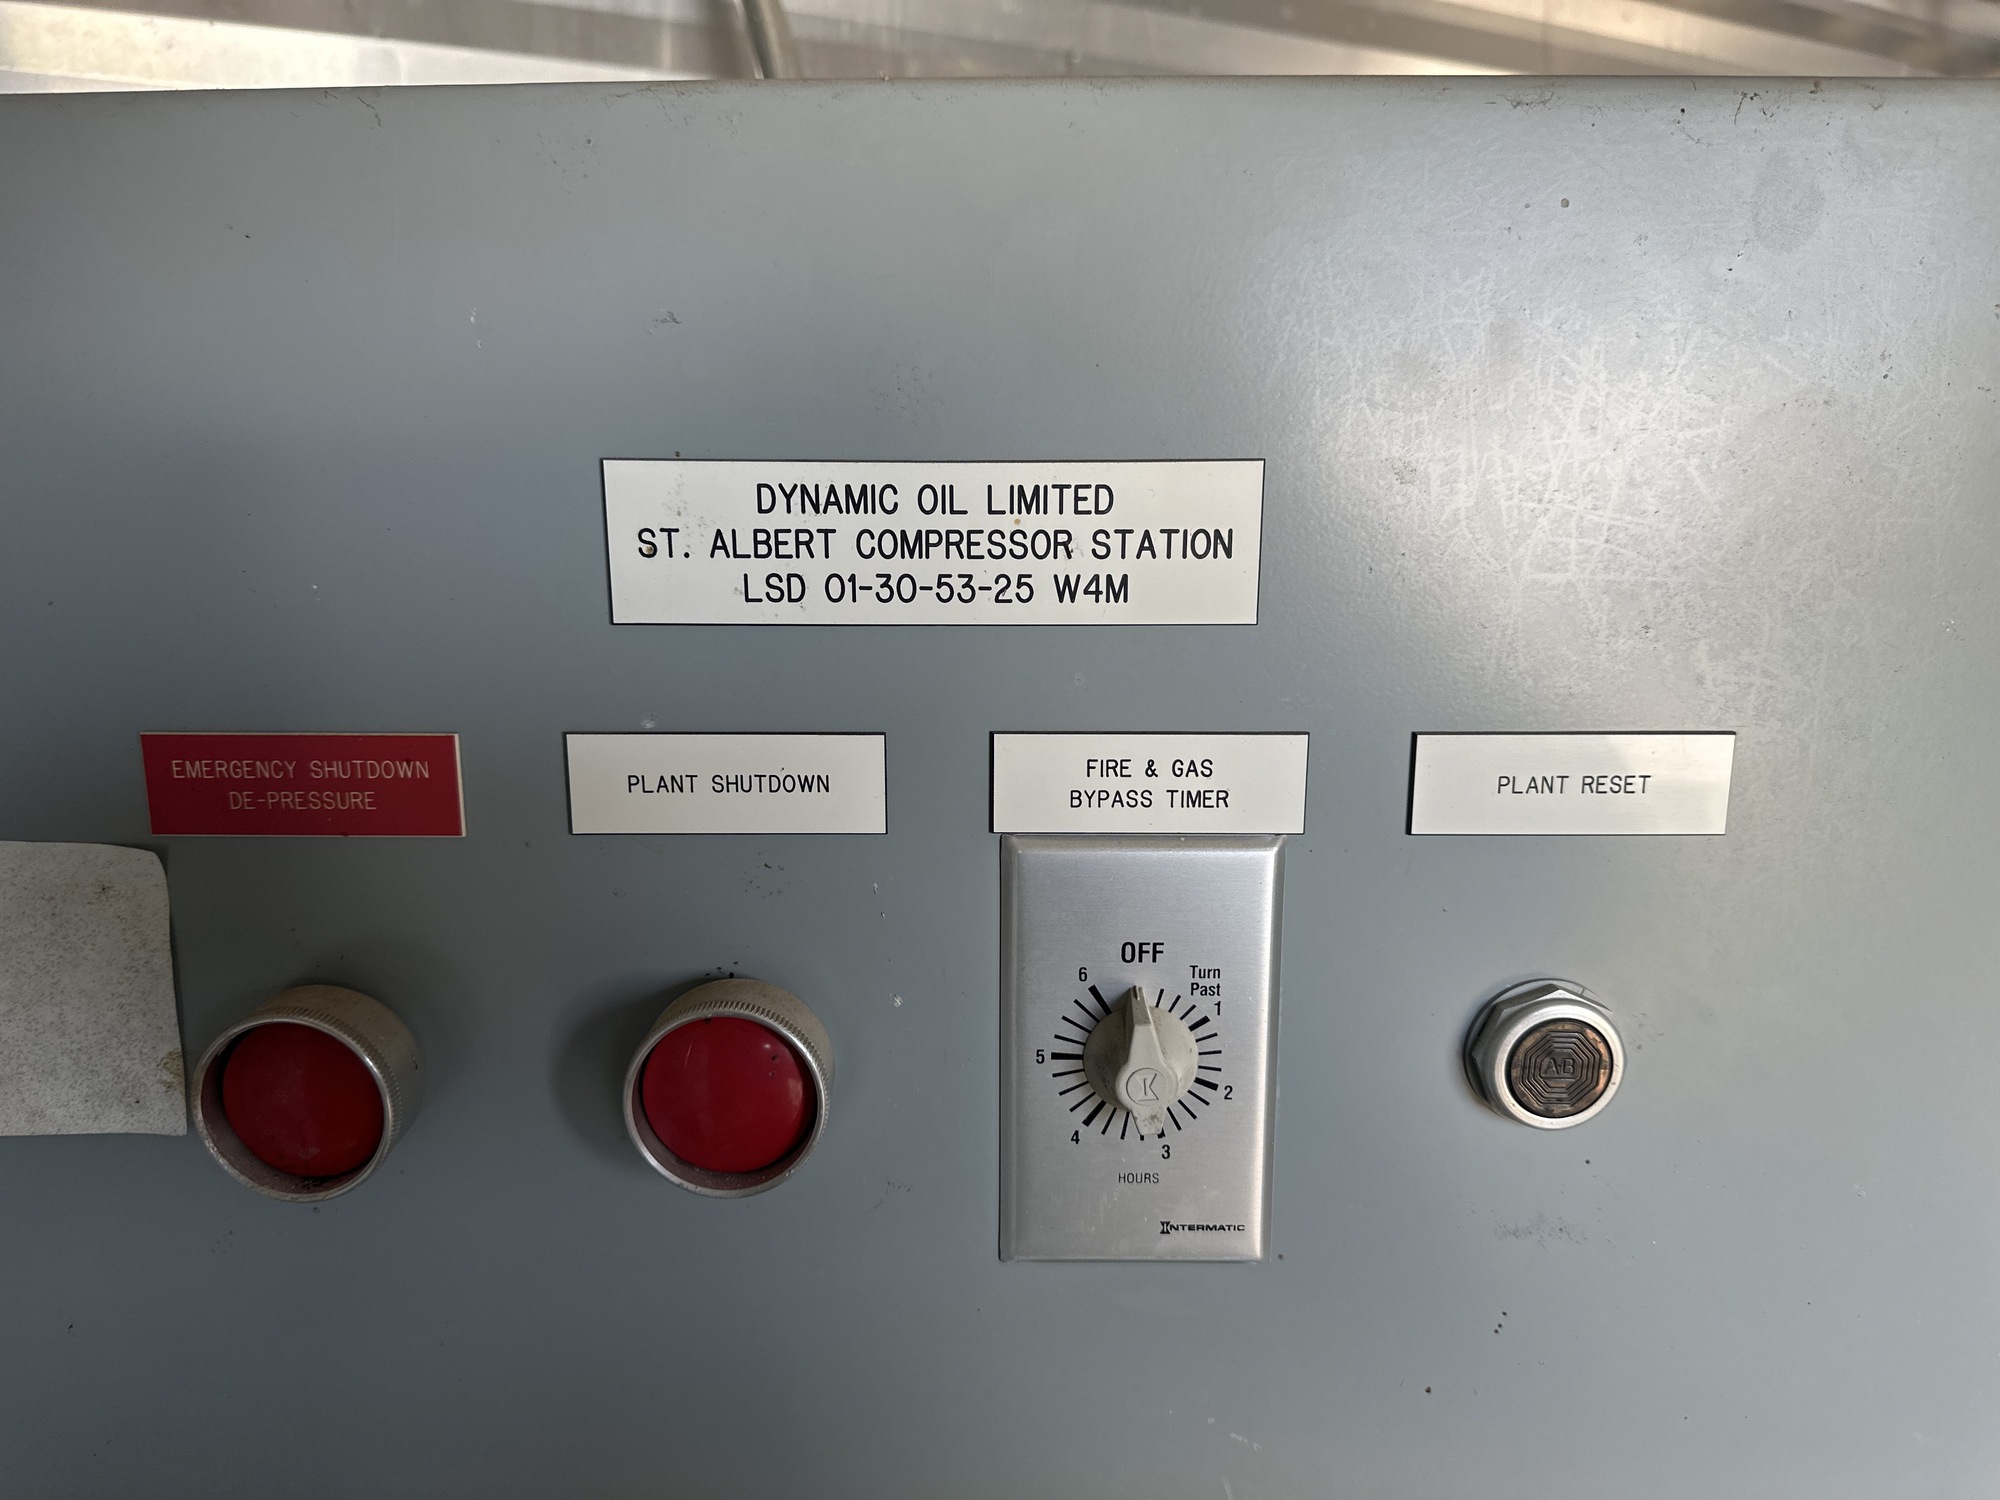 DYNAMIC OIL LIMITED
ST. ALBERT COMPRESSOR STATION
LSD 01-30-53-25 W4M
EMERGENCY SHUTDOWN
DE-PRESSURE
PLANT SHUTDOWN
FIRE & GAS
BYPASS TIMER
PLANT RESET
OFF
Turn
Past
1
2
3
4
5
6
HOURS
INTERMATIC
AB